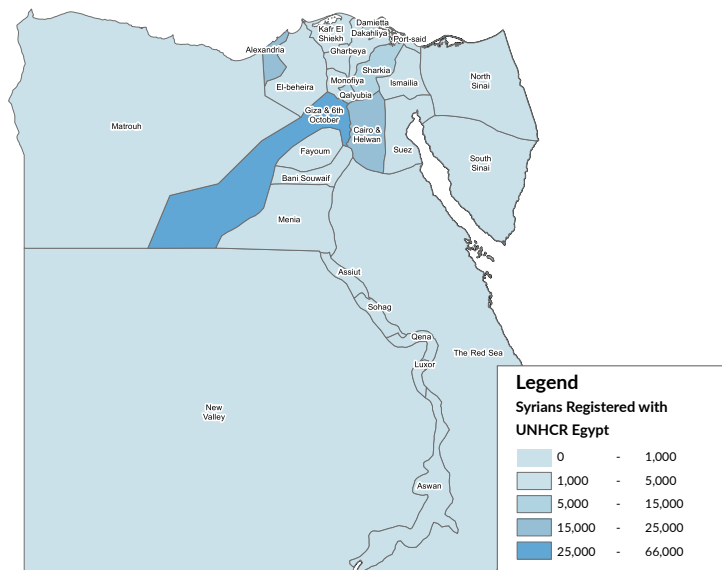 Damietta
Kafr El
Shiekh
Dakahliya
Port-said
Alexandria
Gharbeya
Sharkia
North
Sinai
Monofiya
Ismailia
El-beheira
Qalyubia
Giza & 6th
October
Matrouh
Cairo &
Helwan
Fayoum
Suez
South
Sinai
Bani Souwaif
Menia
Assiut
Sohag
Qena
The Red Sea
Luxor
New
Valley
Aswan
Legend
Syrians Registered with
UNHCR Egypt
0 - 1,000
1,000 - 5,000
5,000 - 15,000
15,000 - 25,000
25,000 - 66,000